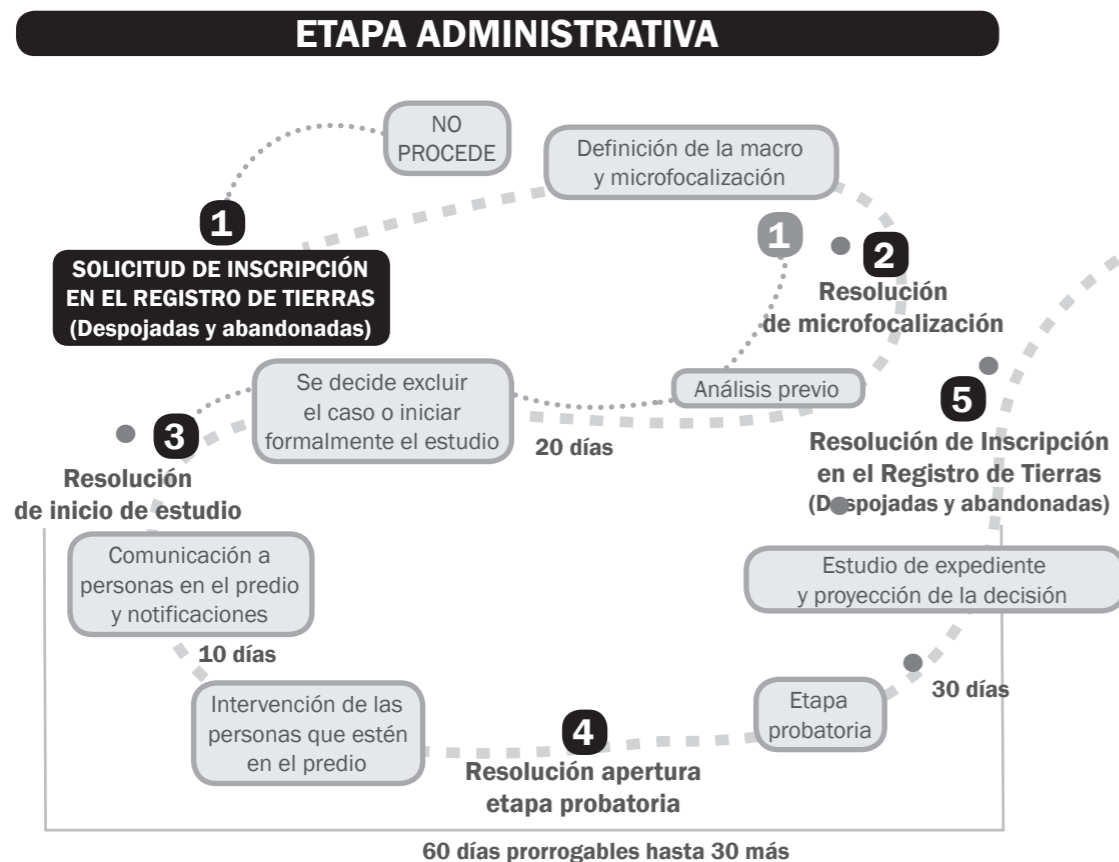 ETAPA ADMINISTRATIVA
NO
PROCEDE
Definición de la macro
y microfocalización
1
SOLICITUD DE INSCRIPCIÓN
EN EL REGISTRO DE TIERRAS
(Despojadas y abandonadas)
1
2
Resolución
de microfocalización
Análisis previo
Se decide excluir
el caso o iniciar
formalmente el estudio
20 días
3
Resolución
de inicio de estudio
5
Resolución de Inscripción
en el Registro de Tierras
(Despojadas y abandonadas)
Comunicación a
personas en el predio
y notificaciones
Estudio de expediente
y proyección de la decisión
10 días
Intervención de las
personas que estén
en el predio
4
Resolución apertura
etapa probatoria
Etapa
probatoria
30 días
60 días prorrogables hasta 30 más